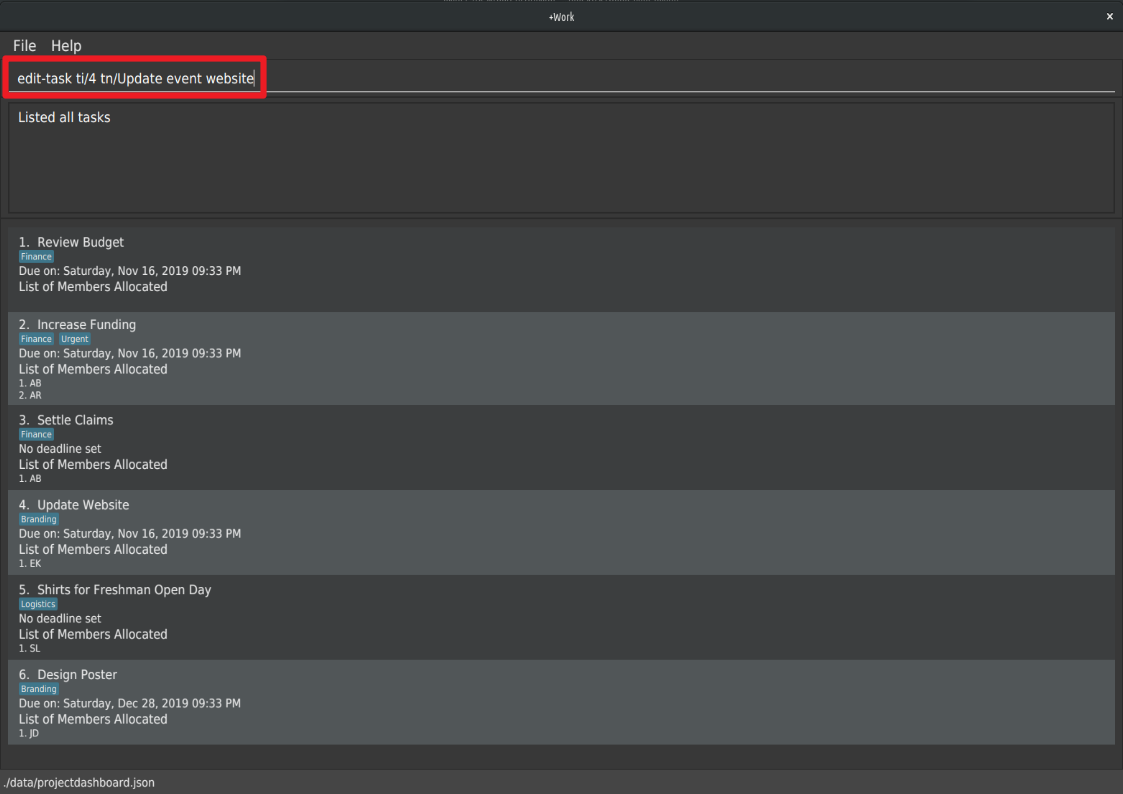 +Work
×
File Help
edit-task ti/4 tn/Update event website
Listed all tasks
1. Review Budget
Finance
Due on: Saturday, Nov 16, 2019 09:33 PM
List of Members Allocated
2. Increase Funding
Finance Urgent
Due on: Saturday, Nov 16, 2019 09:33 PM
List of Members Allocated
1. AB
2. AR
3. Settle Claims
Finance
No deadline set
List of Members Allocated
1. AB
4. Update Website
Branding
Due on: Saturday, Nov 16, 2019 09:33 PM
List of Members Allocated
1. EK
5. Shirts for Freshman Open Day
Logistics
No deadline set
List of Members Allocated
1. SL
6. Design Poster
Branding
Due on: Saturday, Dec 28, 2019 09:33 PM
List of Members Allocated
1. JD
./data/projectdashboard.json